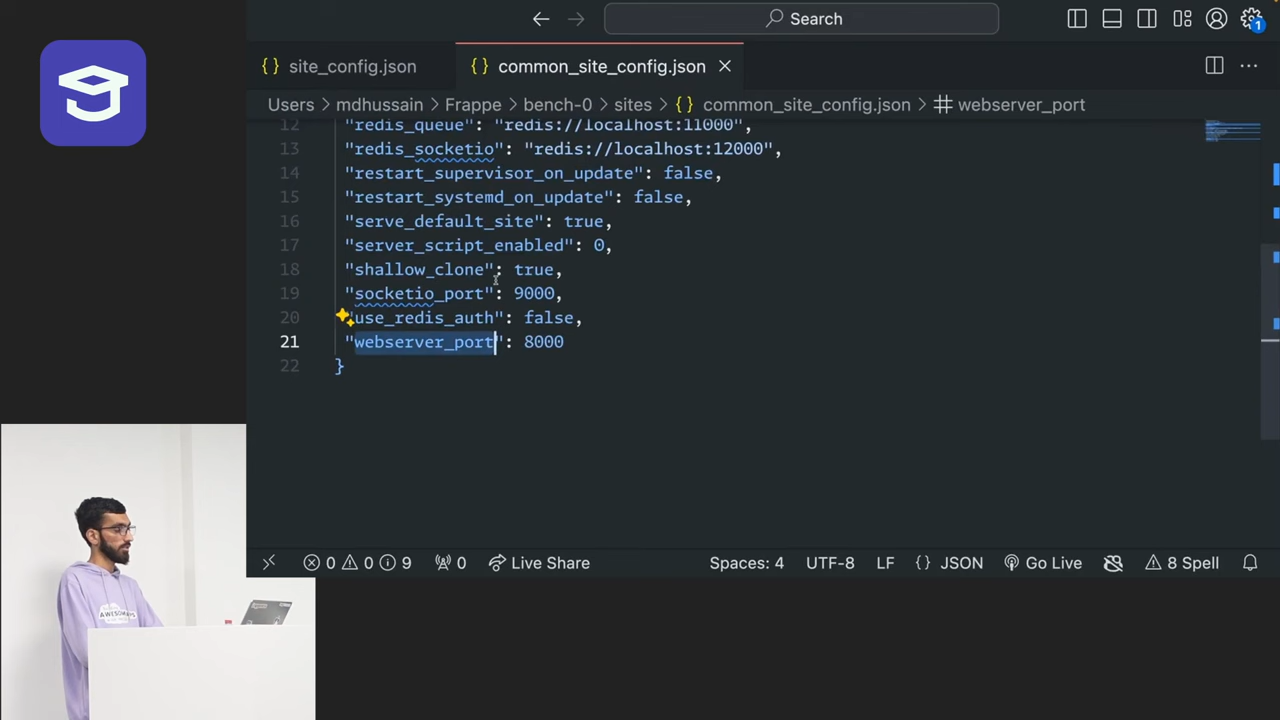 Search
1
{} site_config.json
{} common_site_config.json
Users > mdhussain > Frappe > bench-0 > sites > {} common_site_config.json > webserver_port
12 "redis_queue": "redis://localhost:11000",
13 "redis_socketio": "redis://localhost:12000",
14 "restart_supervisor_on_update": false,
15 "restart_systemd_on_update": false,
16 "serve_default_site": true,
17 "server_script_enabled": 0,
18 "shallow_clone": true,
19 "socketio_port": 9000,
20 "use_redis_auth": false,
21 "webserver_port": 8000
22 }
0 0 9 0 Live Share Spaces: 4 UTF-8 LF {} JSON Go Live 8 Spell